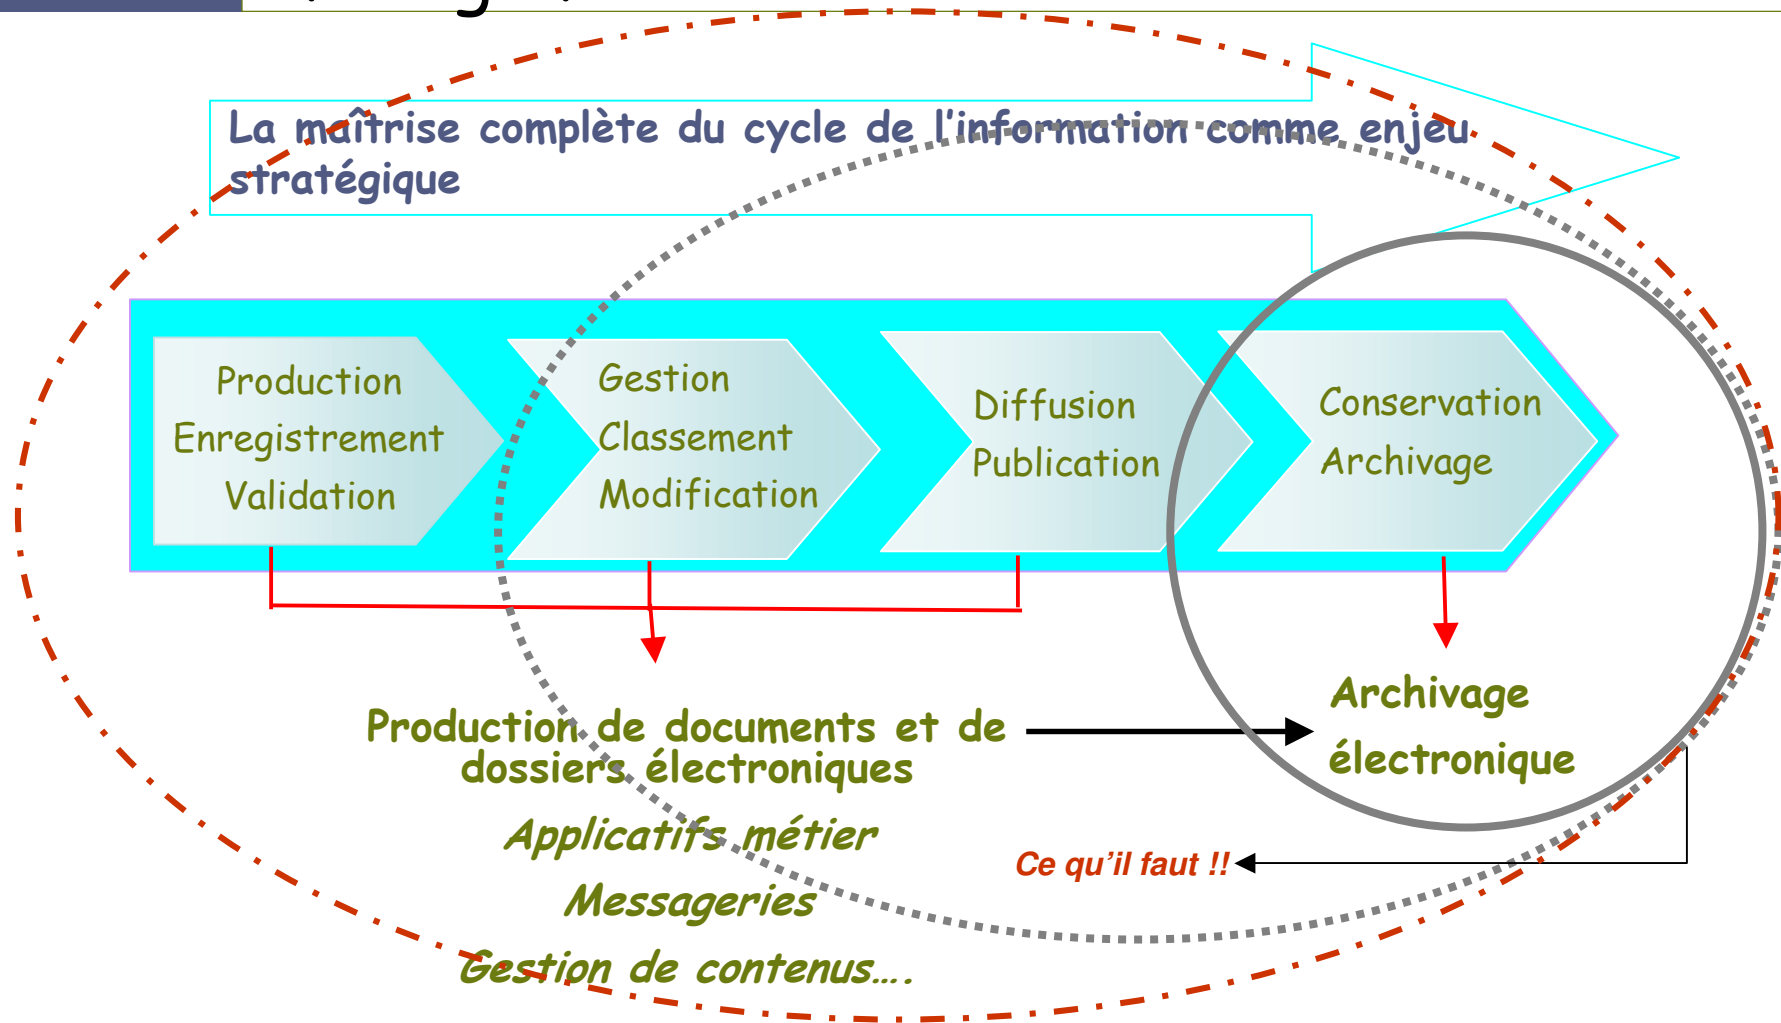 La maîtrise complète du cycle de l'information comme enjeu
stratégique
Production
Enregistrement
Validation
Gestion
Classement
Modification
Diffusion
Publication
Conservation
Archivage
Production de documents et de
dossiers électroniques
Applicatifs métier
Messageries
Gestion de contenus....
Archivage
électronique
Ce qu'il faut !!